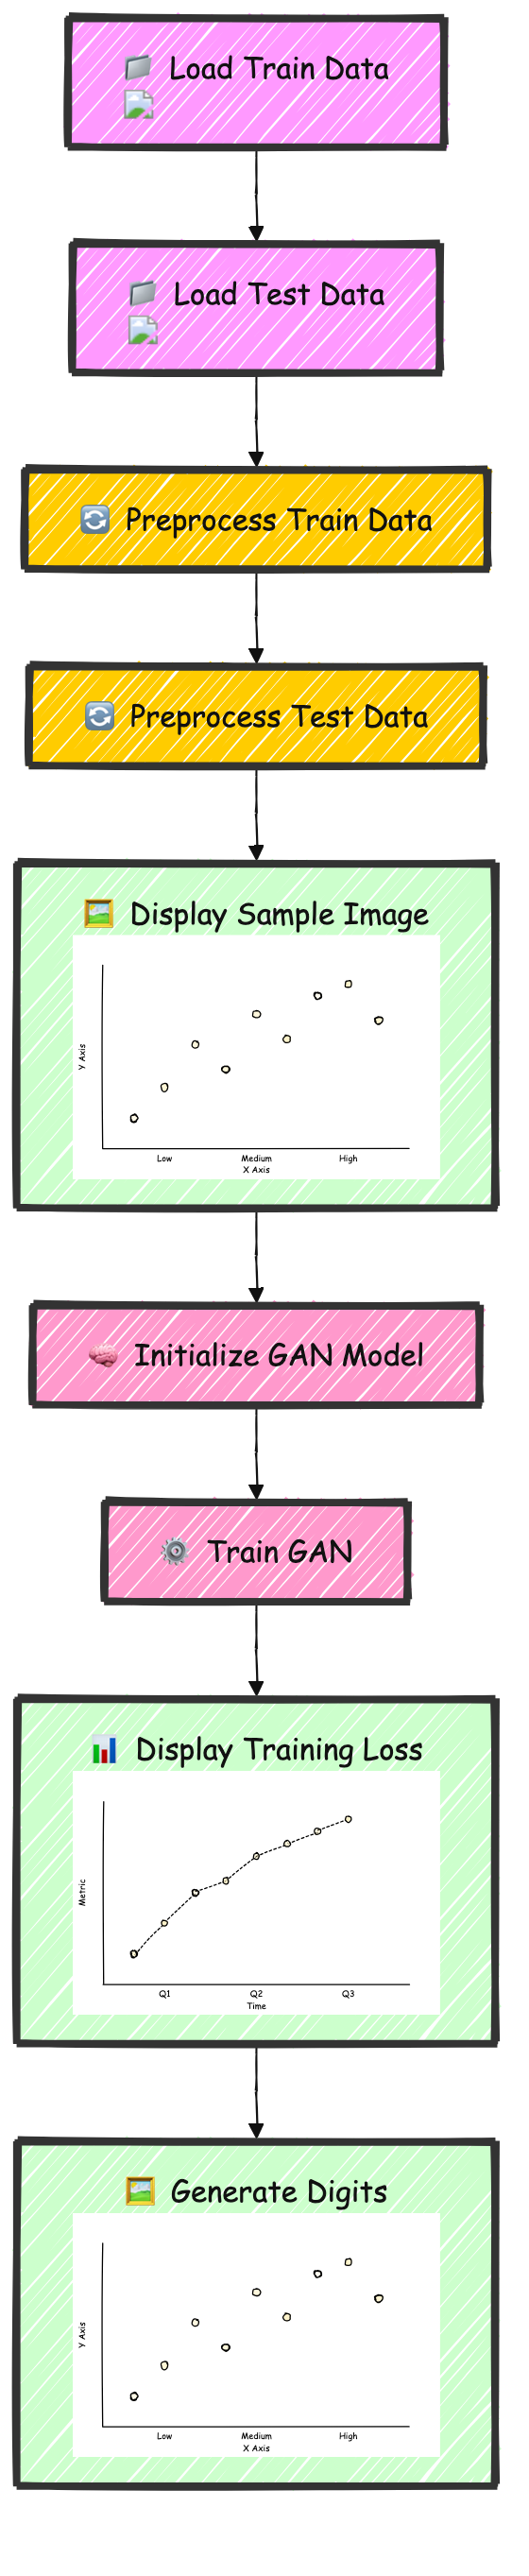 Load Train Data
Load Test Data
Preprocess Train Data
Preprocess Test Data
Display Sample Image
Y Axis
Low Medium High
X Axis
Initialize GAN Model
Train GAN
Display Training Loss
Metric
Q1 Q2 Q3
Time
Generate Digits
Y Axis
Low Medium High
X Axis